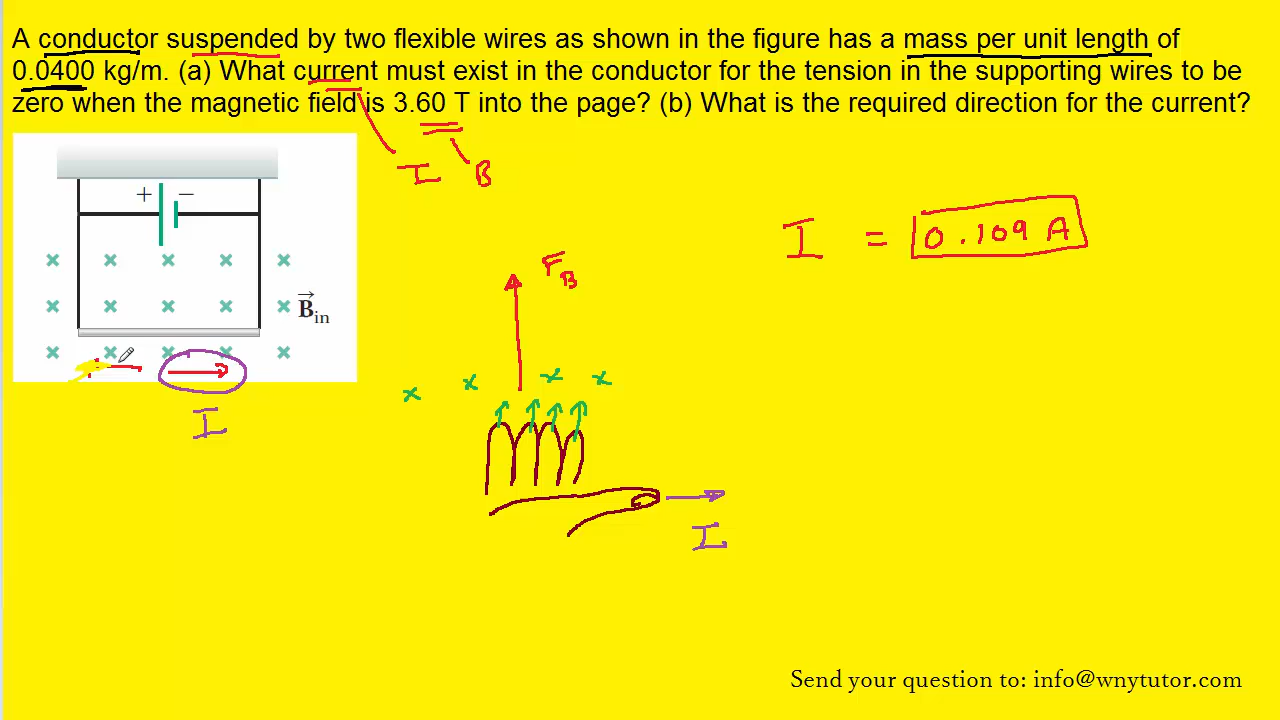 A conductor suspended by two flexible wires as shown in the figure has a mass per unit length of
0.0400 kg/m. (a) What current must exist in the conductor for the tension in the supporting wires to be
zero when the magnetic field is 3.60 T into the page? (b) What is the required direction for the current?
I B
+ −
I = 0.109 A
F_B
× × × × ×
× × × × × B⃗in
× × × × ×
× × × ×
I
I
Send your question to: info@wnytutor.com